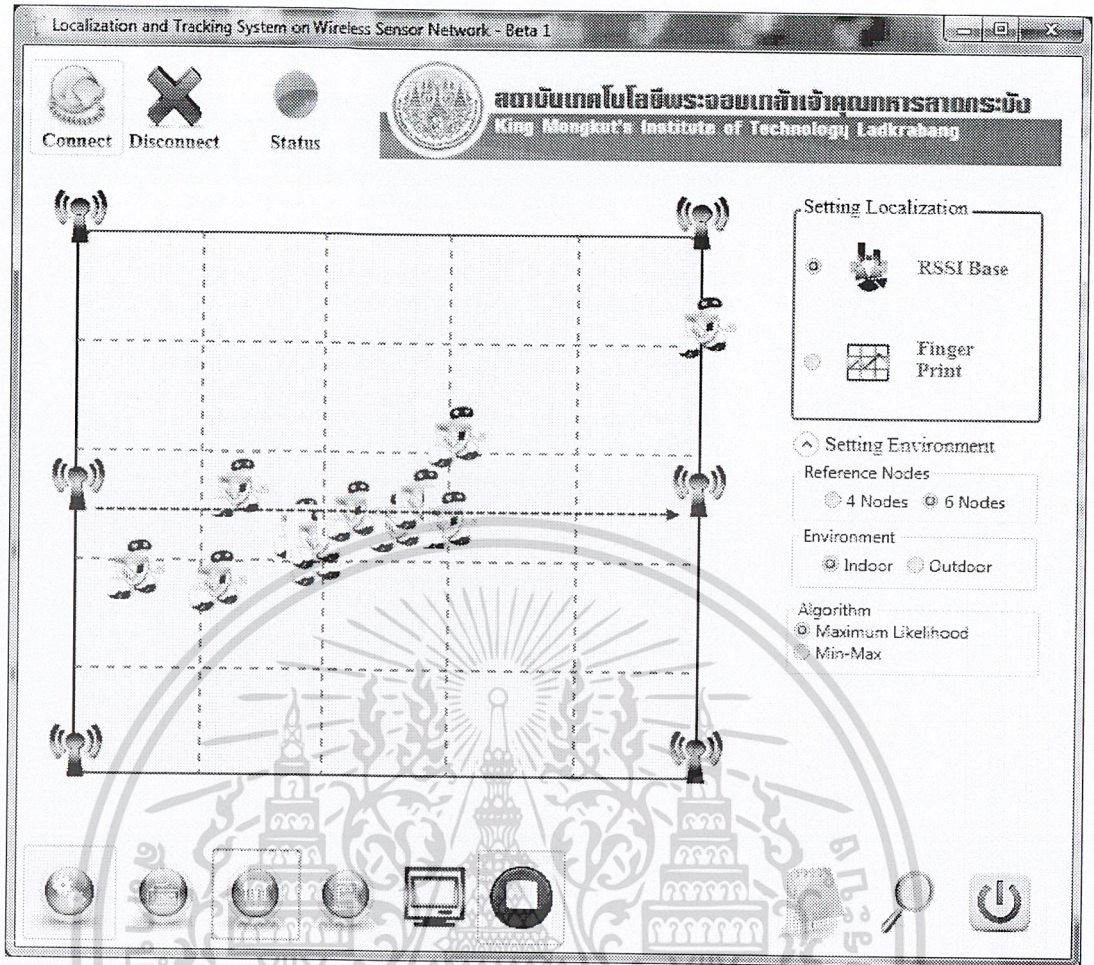 Localization and Tracking System on Wireless Sensor Network - Beta 1
Connect
Disconnect
Status
สถาบันเทคโนโลยีพระจอมเกล้าเจ้าคุณทหารลาดกระบัง
King Mongkut's Institute of Technology Ladkrabang
Setting Localization
RSSI Base
Finger
Print
Setting Environment
Reference Nodes
4 Nodes
6 Nodes
Environment
Indoor
Outdoor
Algorithm
Maximum Likelihood
Min-Max